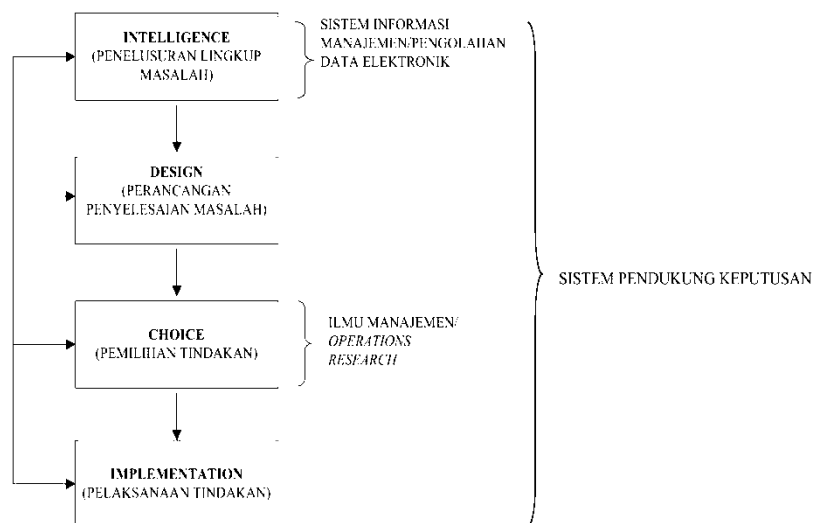 INTELLIGENCE
(PENELUSURAN LINGKUP
MASALAH)
SISTEM INFORMASI
MANAJEMEN/PENGOLAHAN
DATA ELEKTRONIK
DESIGN
(PERANCANGAN
PENYELESAIAN MASALAH)
SISTEM PENDUKUNG KEPUTUSAN
CHOICE
(PEMILIHAN TINDAKAN)
ILMU MANAJEMEN/
OPERATIONS
RESEARCH
IMPLEMENTATION
(PELAKSANAAN TINDAKAN)